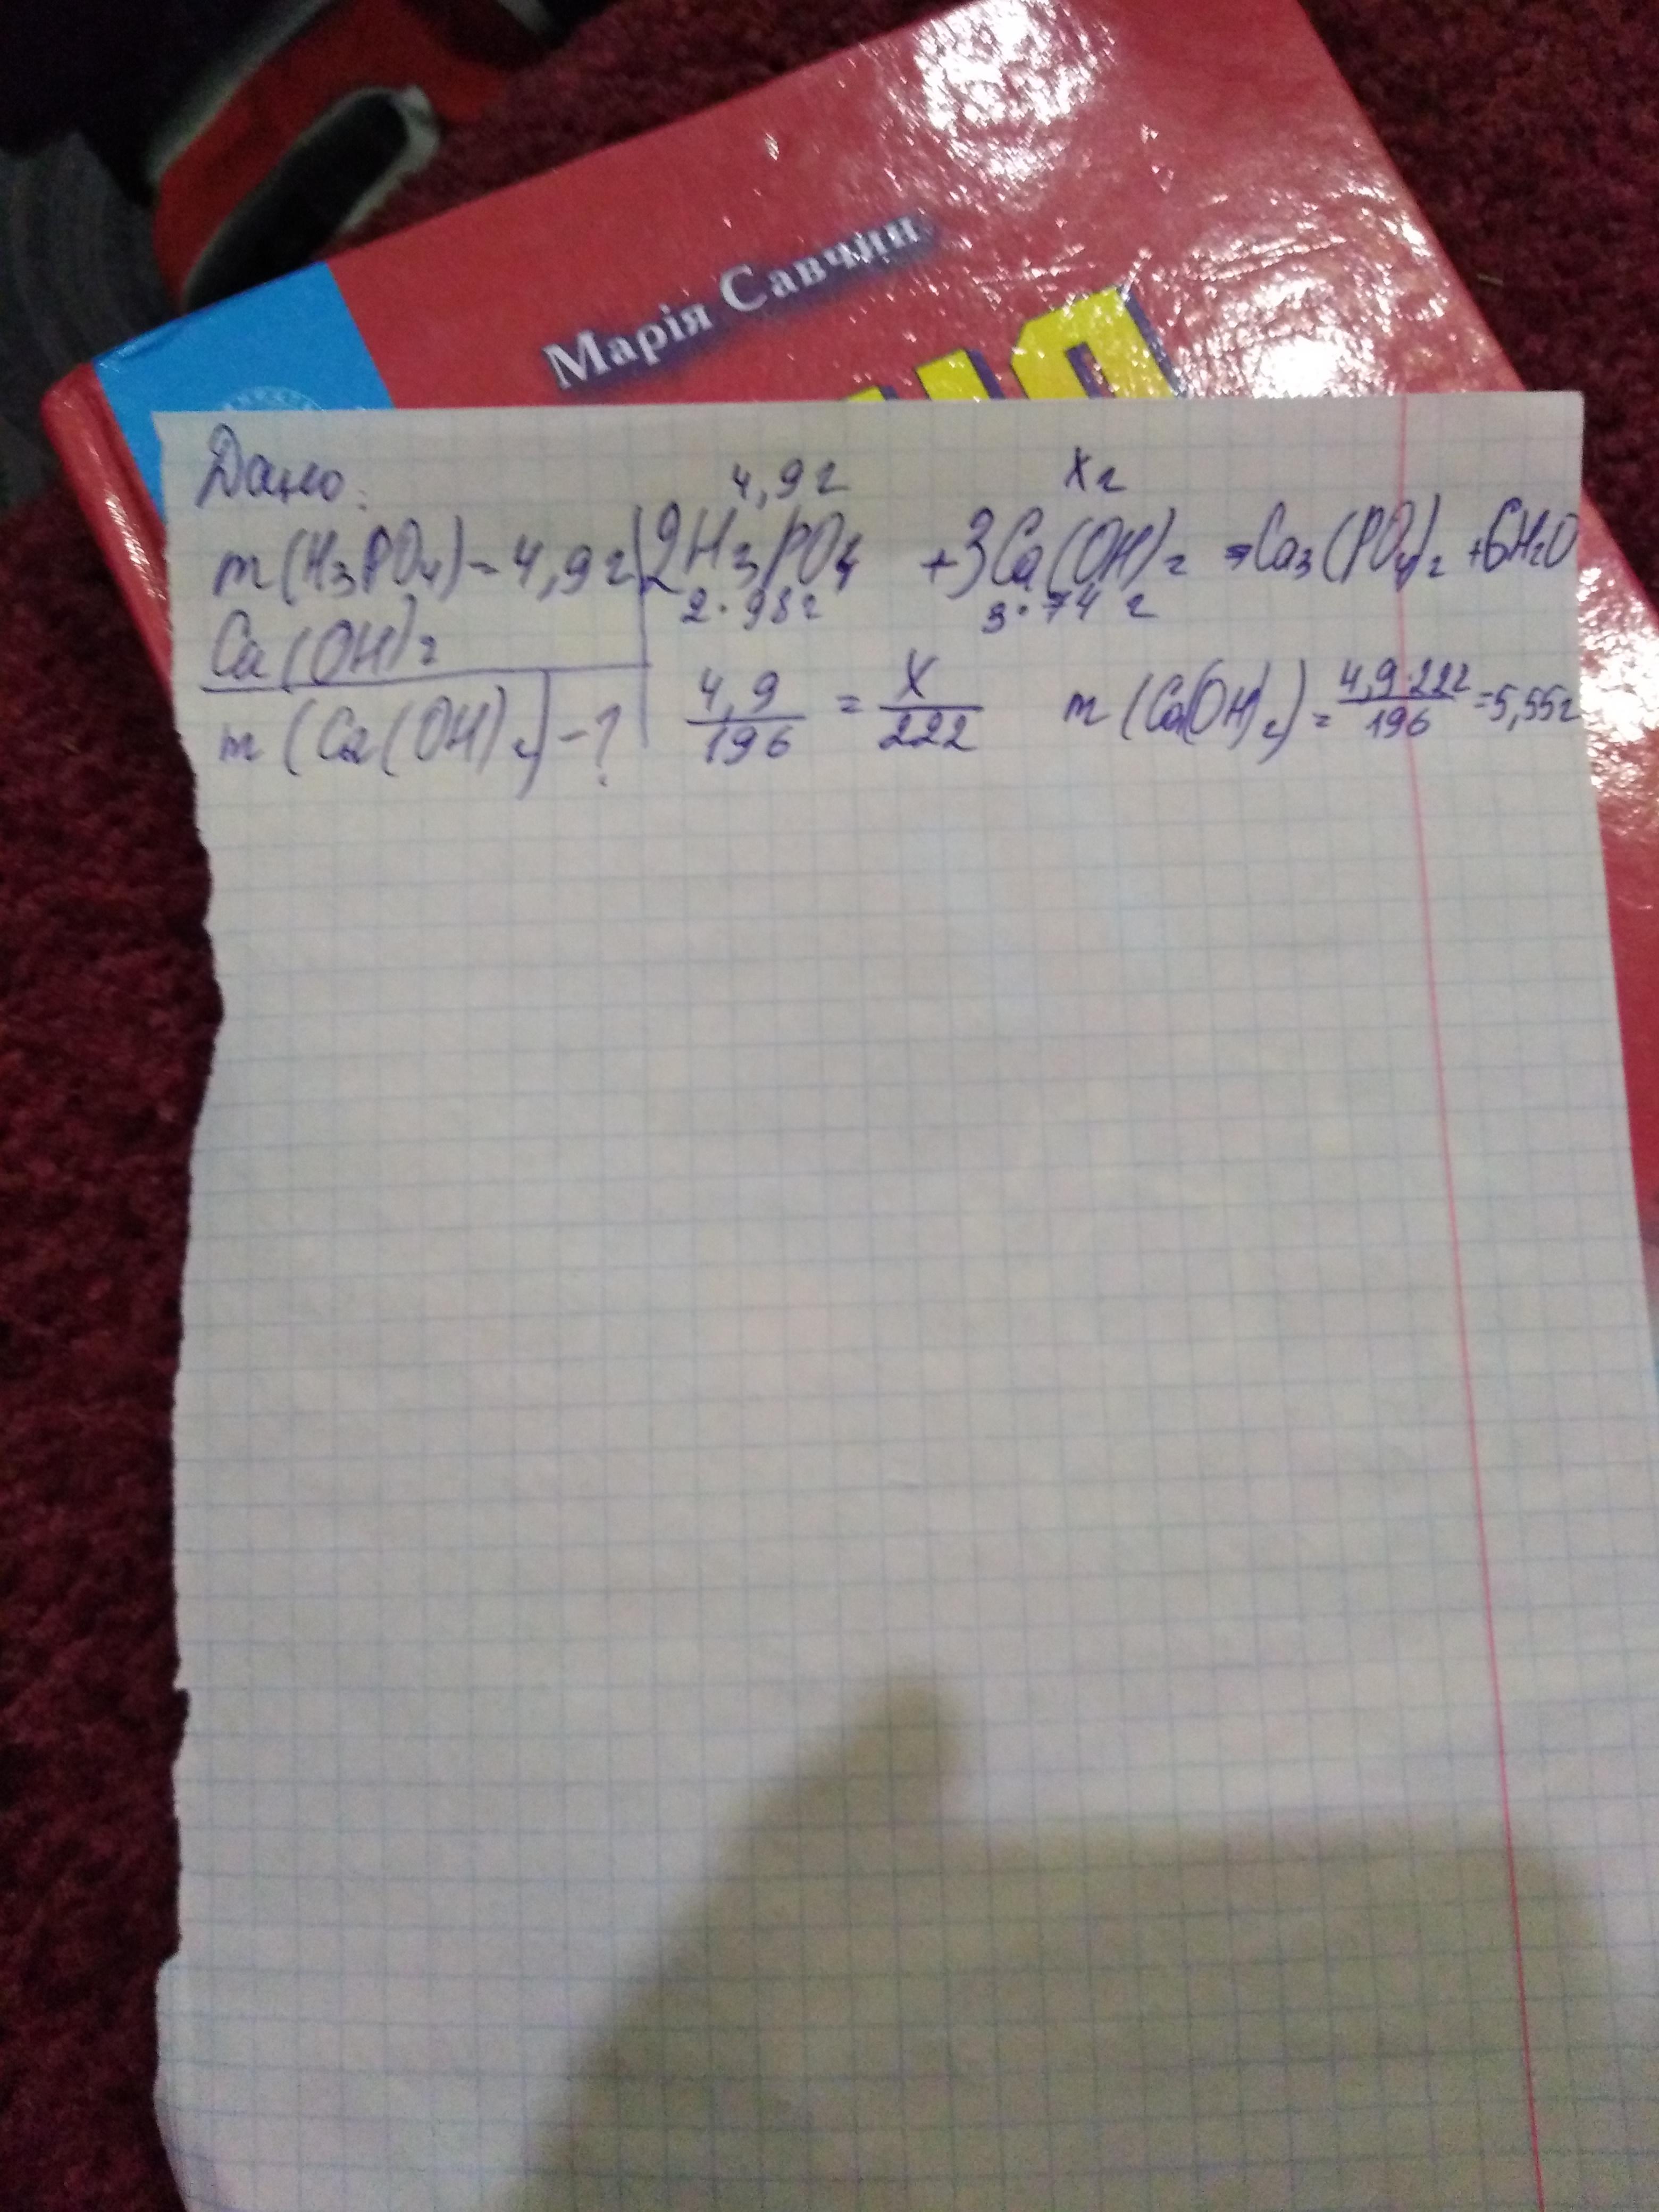 Марія Савчин
Дано:
m(H₃PO₄) - 4,9г
Ca(OH)₂
m(Ca(OH)₂) - ?
4,9г xг
2H₃PO₄ + 3Ca(OH)₂ = Ca₃(PO₄)₂ + 6H₂O
2·98г 3·74 г
4,9/196 = x/222 m(Ca(OH)₂) = 4,9·222/196 = 5,55г